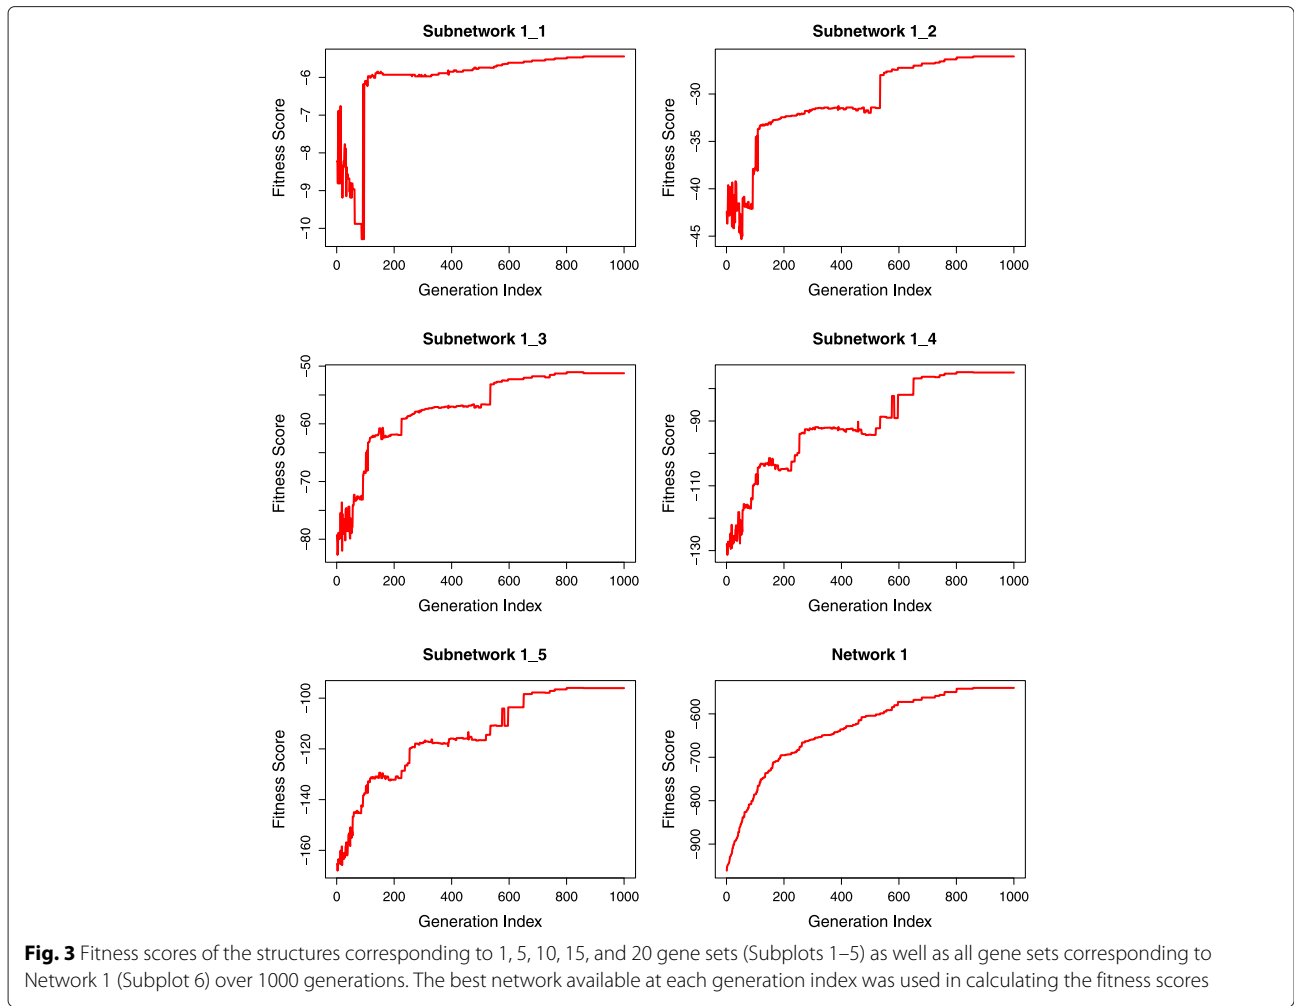 Subnetwork 1_1
Fitness Score
−6
−7
−8
−9
−10
0 200 400 600 800 1000
Generation Index
Subnetwork 1_2
Fitness Score
−30
−35
−40
−45
0 200 400 600 800 1000
Generation Index
Subnetwork 1_3
Fitness Score
−50
−60
−70
−80
0 200 400 600 800 1000
Generation Index
Subnetwork 1_4
Fitness Score
−90
−110
−130
0 200 400 600 800 1000
Generation Index
Subnetwork 1_5
Fitness Score
−100
−120
−140
−160
0 200 400 600 800 1000
Generation Index
Network 1
Fitness Score
−600
−700
−800
−900
0 200 400 600 800 1000
Generation Index
Fig. 3 Fitness scores of the structures corresponding to 1, 5, 10, 15, and 20 gene sets (Subplots 1–5) as well as all gene sets corresponding to
Network 1 (Subplot 6) over 1000 generations. The best network available at each generation index was used in calculating the fitness scores